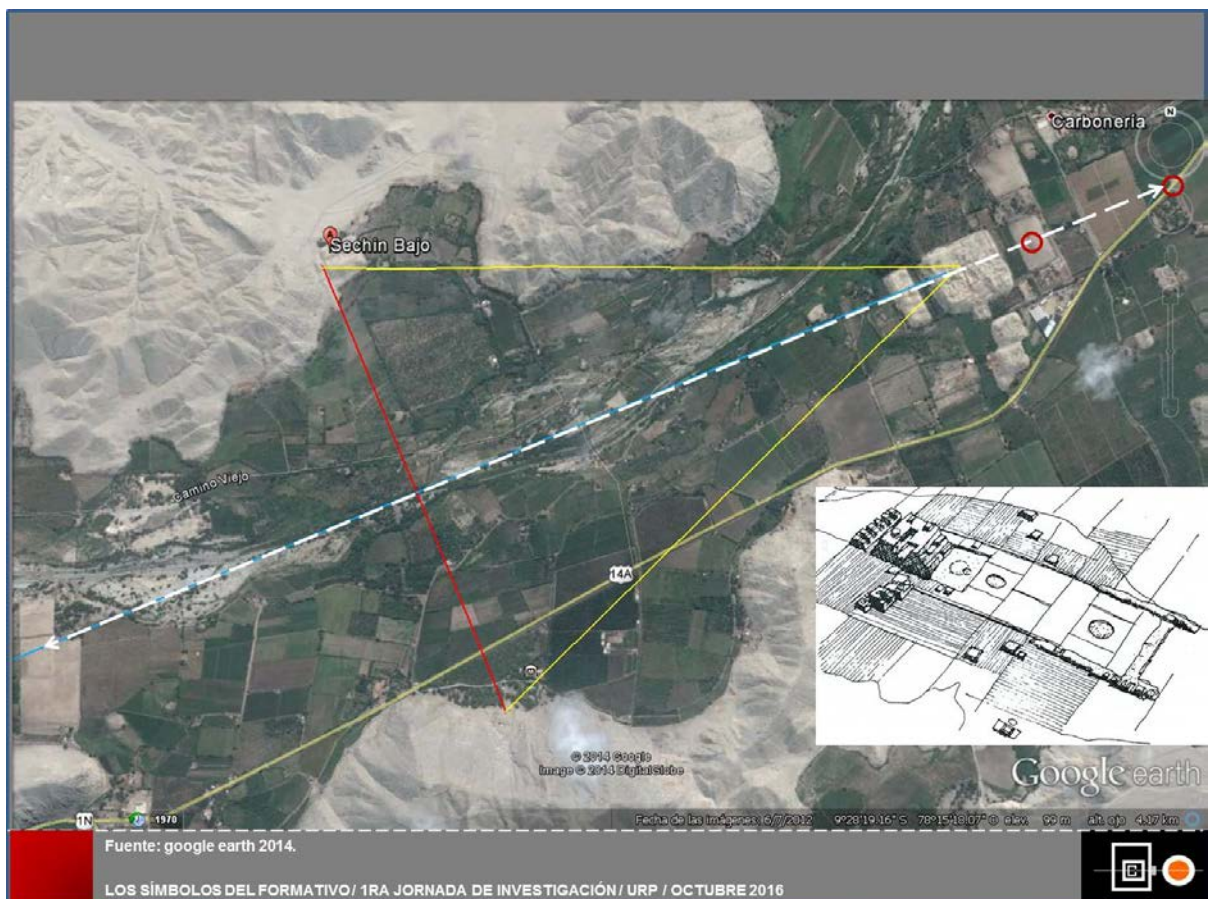 N
Carbonería
A
Sechin Bajo
Camino Viejo
14A
© 2014 Google
Image © 2014 DigitalGlobe
Google earth
1N
1970
Fecha de las imágenes: 6/7/2012 9°28'19.16" S 78°15'18.07" O elev. 99 m alt. ojo 4.17 km
Fuente: google earth 2014.
LOS SÍMBOLOS DEL FORMATIVO/ 1RA JORNADA DE INVESTIGACIÓN/ URP / OCTUBRE 2016